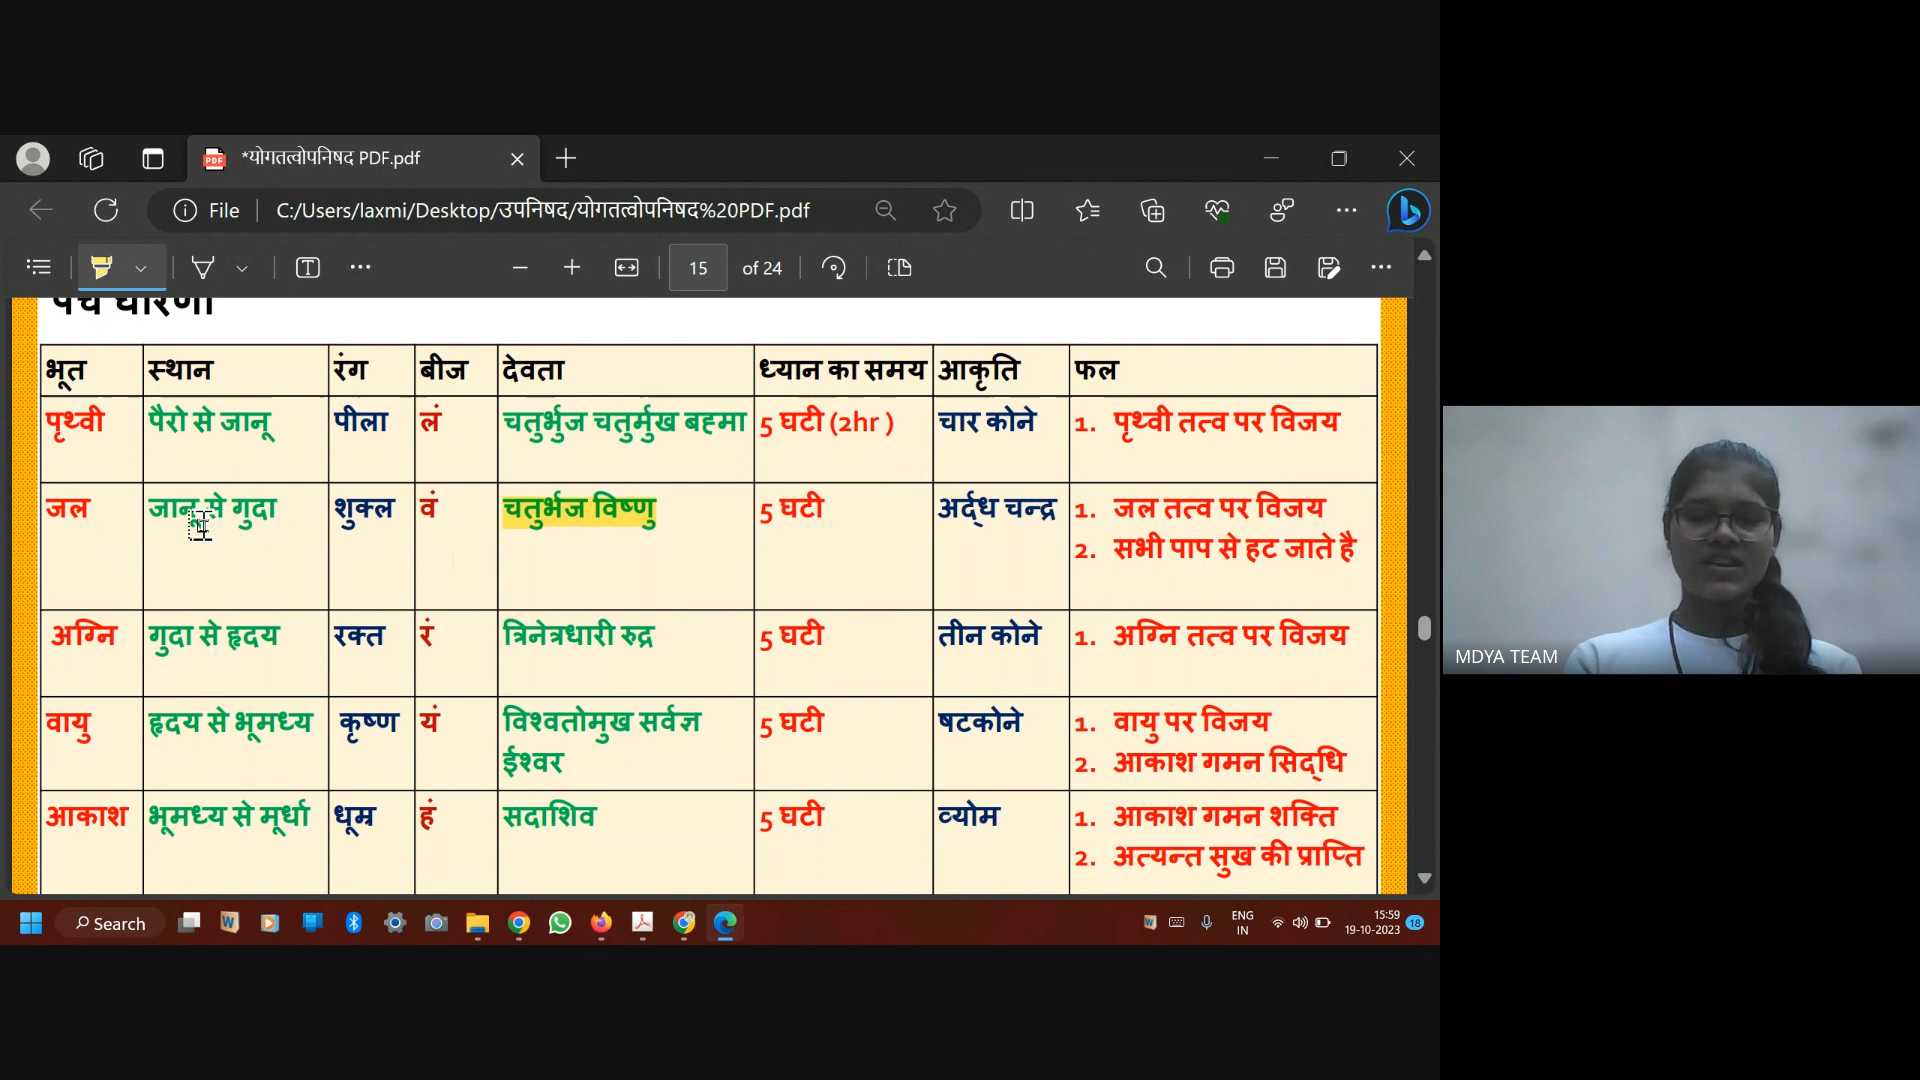 *योगतत्वोपनिषद PDF.pdf
File
C:/Users/laxmi/Desktop/उपनिषद/योगतत्वोपनिषद%20PDF.pdf
15 of 24
पंच धारणा
भूत स्थान रंग बीज देवता ध्यान का समय आकृति फल
पृथ्वी पैरो से जानू पीला लं चतुर्भुज चतुर्मुख बह्मा 5 घटी (2hr ) चार कोने 1. पृथ्वी तत्व पर विजय
जल जानू से गुदा शुक्ल वं चतुर्भज विष्णु 5 घटी अर्द्ध चन्द्र 1. जल तत्व पर विजय
2. सभी पाप से हट जाते है
अग्नि गुदा से हृदय रक्त रं त्रिनेत्रधारी रुद्र 5 घटी तीन कोने 1. अग्नि तत्व पर विजय
वायु हृदय से भूमध्य कृष्ण यं विश्वतोमुख सर्वज्ञ ईश्वर 5 घटी षटकोने 1. वायु पर विजय
2. आकाश गमन सिद्धि
आकाश भूमध्य से मूर्धा धूम्र हं सदाशिव 5 घटी व्योम 1. आकाश गमन शक्ति
2. अत्यन्त सुख की प्राप्ति
MDYA TEAM
Search
ENG
IN
15:59
19-10-2023
18